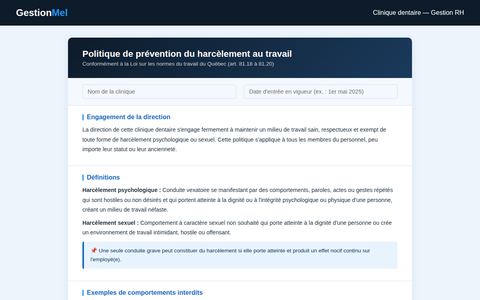 GestionMel
Clinique dentaire — Gestion RH
Politique de prévention du harcèlement au travail
Conformément à la Loi sur les normes du travail du Québec (art. 81.18 à 81.20)
Nom de la clinique
Date d'entrée en vigueur (ex. : 1er mai 2025)
Engagement de la direction
La direction de cette clinique dentaire s'engage fermement à maintenir un milieu de travail sain, respectueux et exempt de
toute forme de harcèlement psychologique ou sexuel. Cette politique s'applique à tous les membres du personnel, peu
importe leur statut ou leur ancienneté.
Définitions
Harcèlement psychologique : Conduite vexatoire se manifestant par des comportements, paroles, actes ou gestes répétés
qui sont hostiles ou non désirés et qui portent atteinte à la dignité ou à l'intégrité psychologique ou physique d'une personne,
créant un milieu de travail néfaste.
Harcèlement sexuel : Comportement à caractère sexuel non souhaité qui porte atteinte à la dignité d'une personne ou crée
un environnement de travail intimidant, hostile ou offensant.
📌 Une seule conduite grave peut constituer du harcèlement si elle porte atteinte et produit un effet nocif continu sur
l'employé(e).
Exemples de comportements interdits